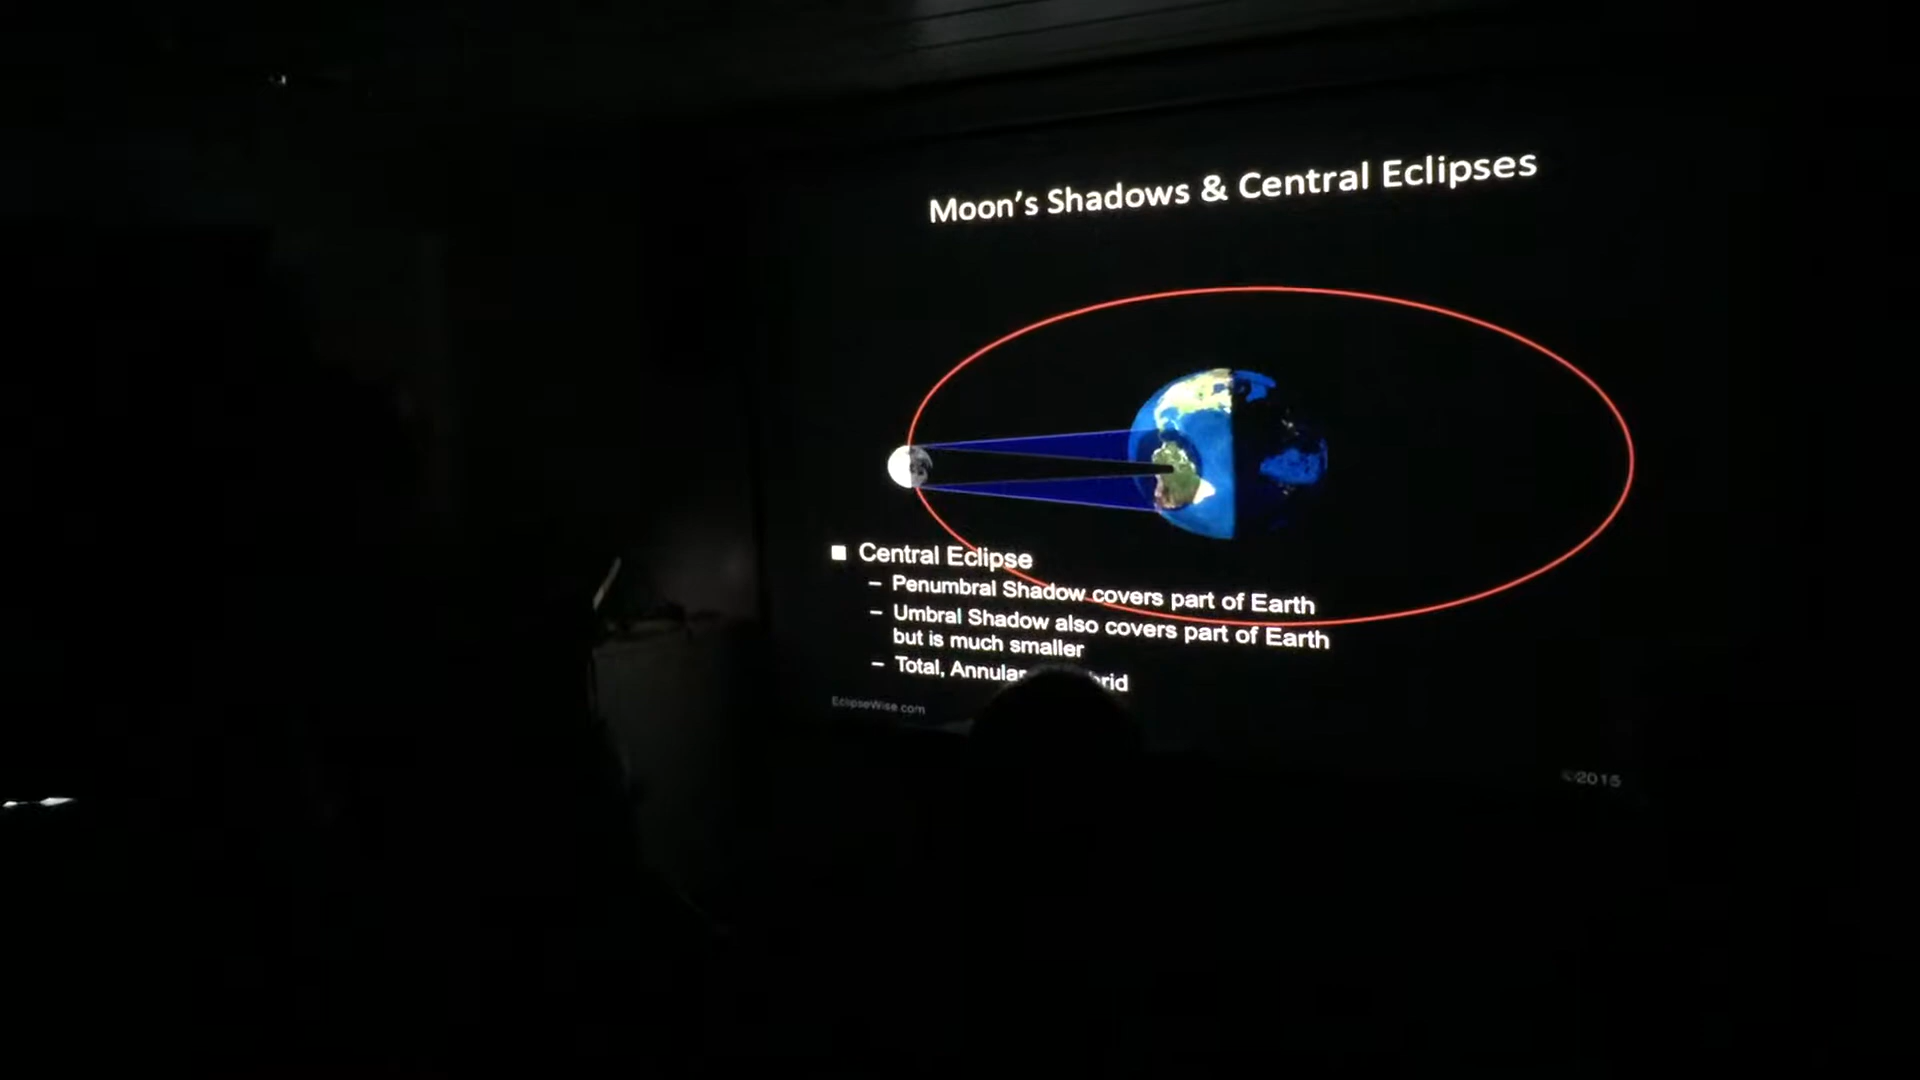 Moon's Shadows & Central Eclipses
■ Central Eclipse
– Penumbral Shadow covers part of Earth
– Umbral Shadow also covers part of Earth
but is much smaller
– Total, Annular
EclipseWise.com
©2015